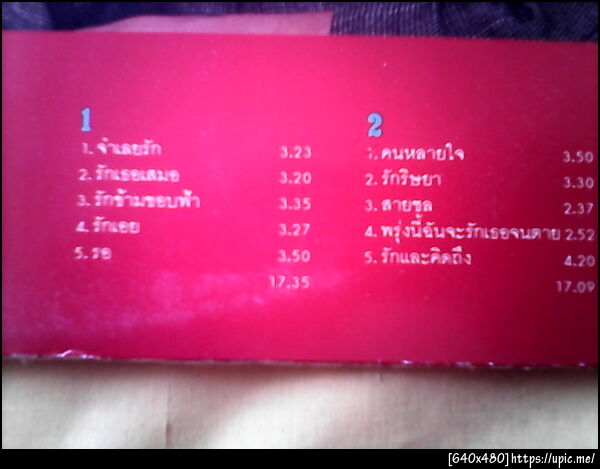 1
1. จำเลยรัก 3.23
2. รักเธอเสมอ 3.20
3. รักข้ามขอบฟ้า 3.35
4. รักเอย 3.27
5. รอ 3.50
17.35
2
1. คนหลายใจ 3.50
2. รักริษยา 3.30
3. สายชล 2.37
4. พรุ่งนี้ฉันจะรักเธอจนตาย 2.52
5. รักและคิดถึง 4.20
17.09
[640x480]https://upic.me/